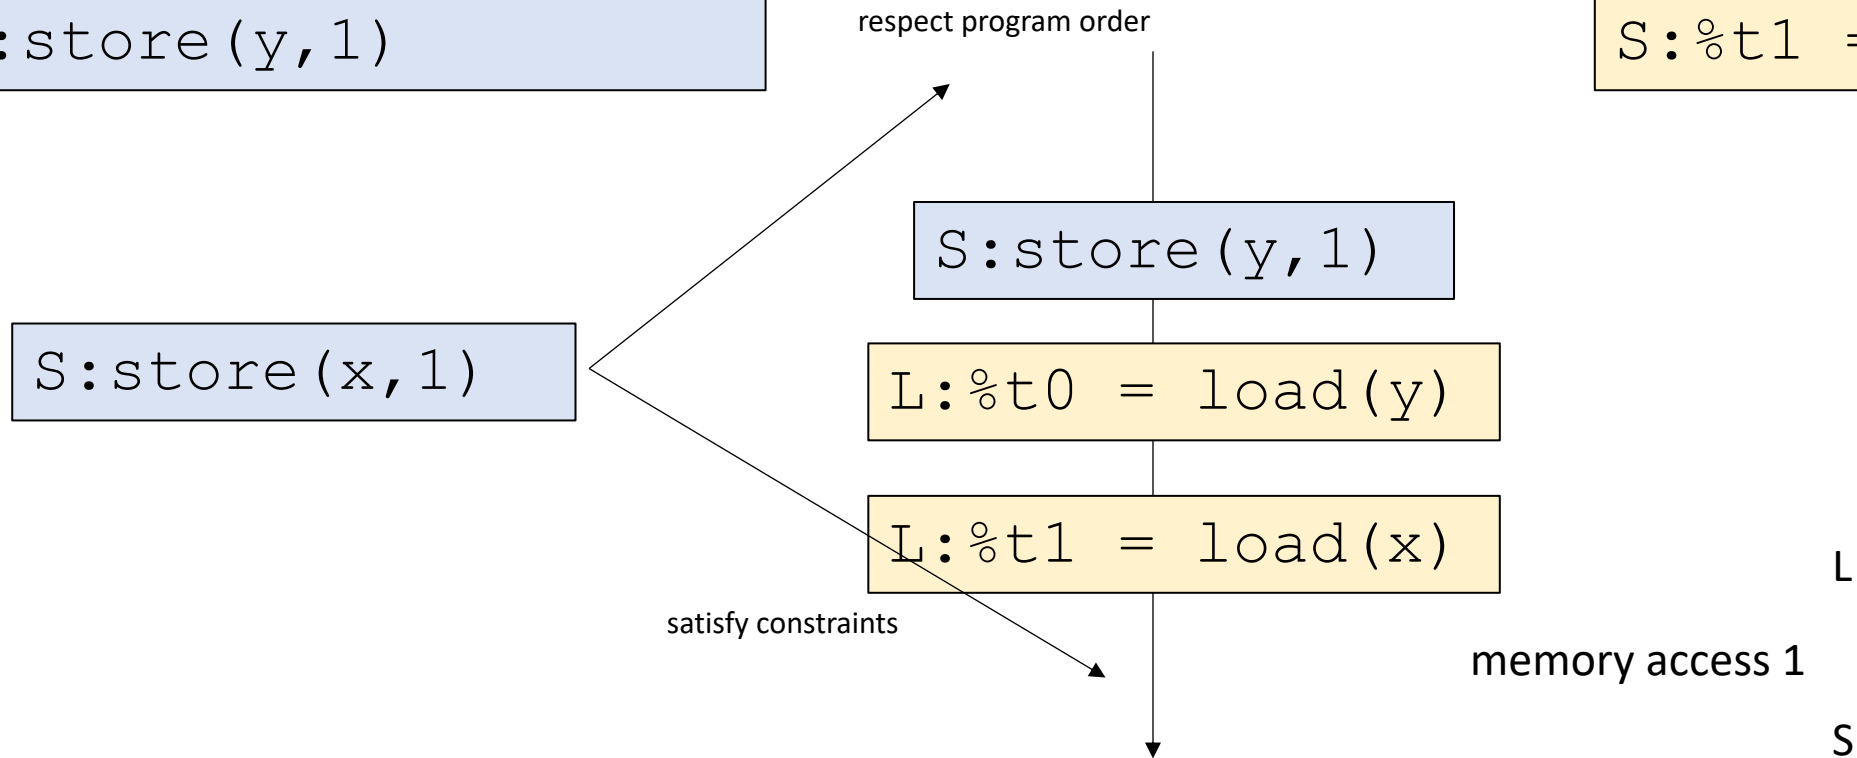 :store(y,1)
respect program order
S:%t1 =
S:store(y,1)
S:store(x,1)
L:%t0 = load(y)
L:%t1 = load(x)
L
satisfy constraints
memory access 1
S